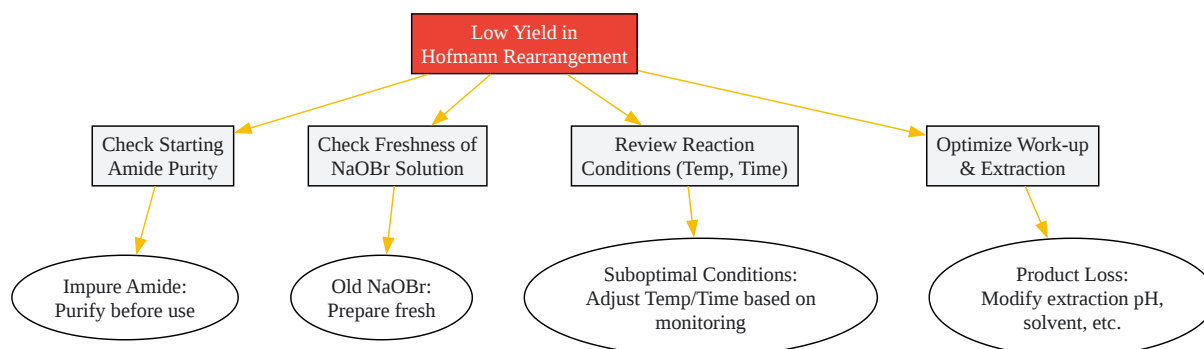 Low Yield in
Hofmann Rearrangement
Check Starting
Amide Purity
Check Freshness of
NaOBr Solution
Review Reaction
Conditions (Temp, Time)
Optimize Work-up
& Extraction
Impure Amide:
Purify before use
Old NaOBr:
Prepare fresh
Suboptimal Conditions:
Adjust Temp/Time based on
monitoring
Product Loss:
Modify extraction pH,
solvent, etc.